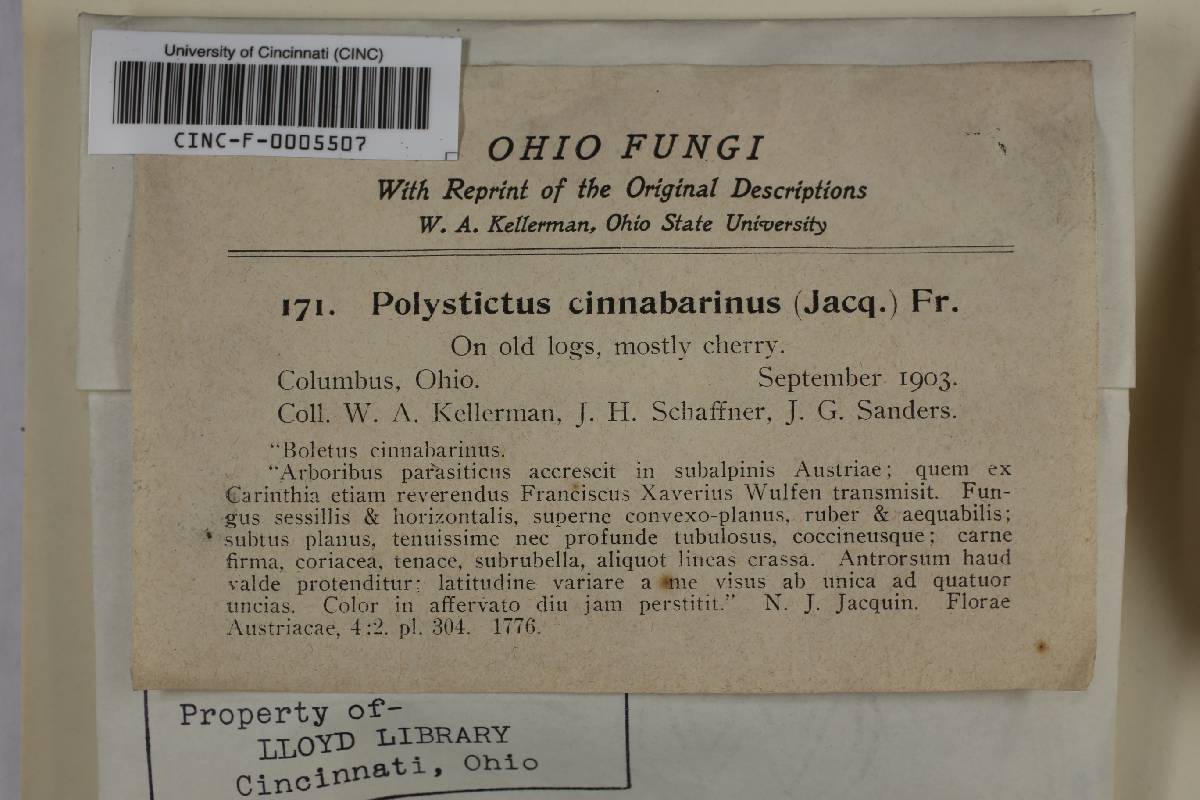 University of Cincinnati (CINC)
CINC-F-0005507
OHIO FUNGI
With Reprint of the Original Descriptions
W. A. Kellerman, Ohio State University
171. Polystictus cinnabarinus (Jacq.) Fr.
On old logs, mostly cherry.
Columbus, Ohio. September 1903.
Coll. W. A. Kellerman, J. H. Schaffner, J. G. Sanders.
"Boletus cinnabarinus.
"Arboribus parasiticus accrescit in subalpinis Austriae; quem ex
Carinthia etiam reverendus Franciscus Xaverius Wulfen transmisit. Fun-
gus sessillis & horizontalis, superne convexo-planus, ruber & aequabilis;
subtus planus, tenuissime nec profunde tubulosus, coccineusque; carne
firma, coriacea, tenace, subrubella, aliquot lineas crassa. Antrorsum haud
valde protenditur; latitudine variare a me visus ab unica ad quatuor
uncias. Color in affervato diu jam perstitit." N. J. Jacquin. Florae
Austriacae, 4:2. pl. 304. 1776.
Property of-
LLOYD LIBRARY
Cincinnati, Ohio